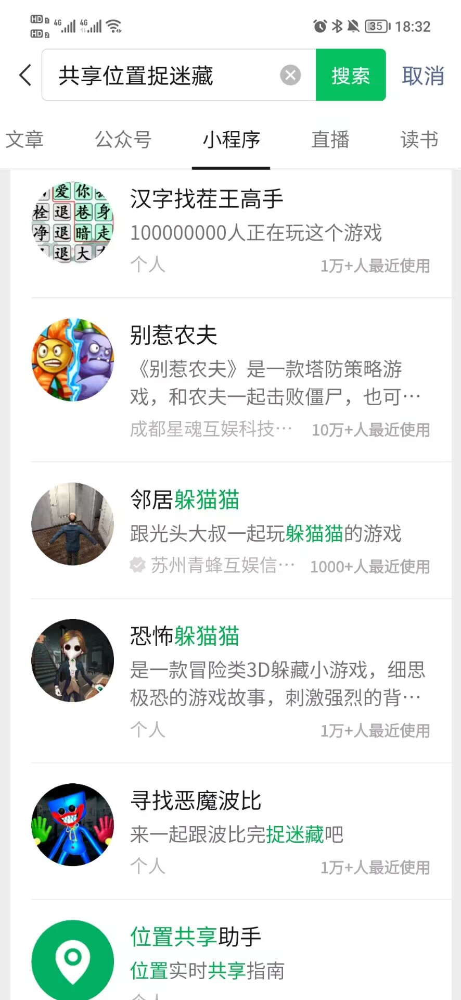 HD 1 4G 4G
HD 2
35 18:32
共享位置捉迷藏
搜索
取消
文章 公众号 小程序 直播 读书
爱 你
栓 退 巷 身
净 退 暗 走
退 大
汉字找茬王高手
100000000人正在玩这个游戏
个人 1万+人最近使用
别惹农夫
《别惹农夫》是一款塔防策略游
戏，和农夫一起击败僵尸，也可…
成都星魂互娱科技… 10万+人最近使用
邻居躲猫猫
跟光头大叔一起玩躲猫猫的游戏
苏州青蜂互娱信… 1000+人最近使用
恐怖躲猫猫
是一款冒险类3D躲藏小游戏，细思
极恐的游戏故事，刺激强烈的背…
个人 1万+人最近使用
寻找恶魔波比
来一起跟波比完捉迷藏吧
个人 1万+人最近使用
位置共享助手
位置实时共享指南